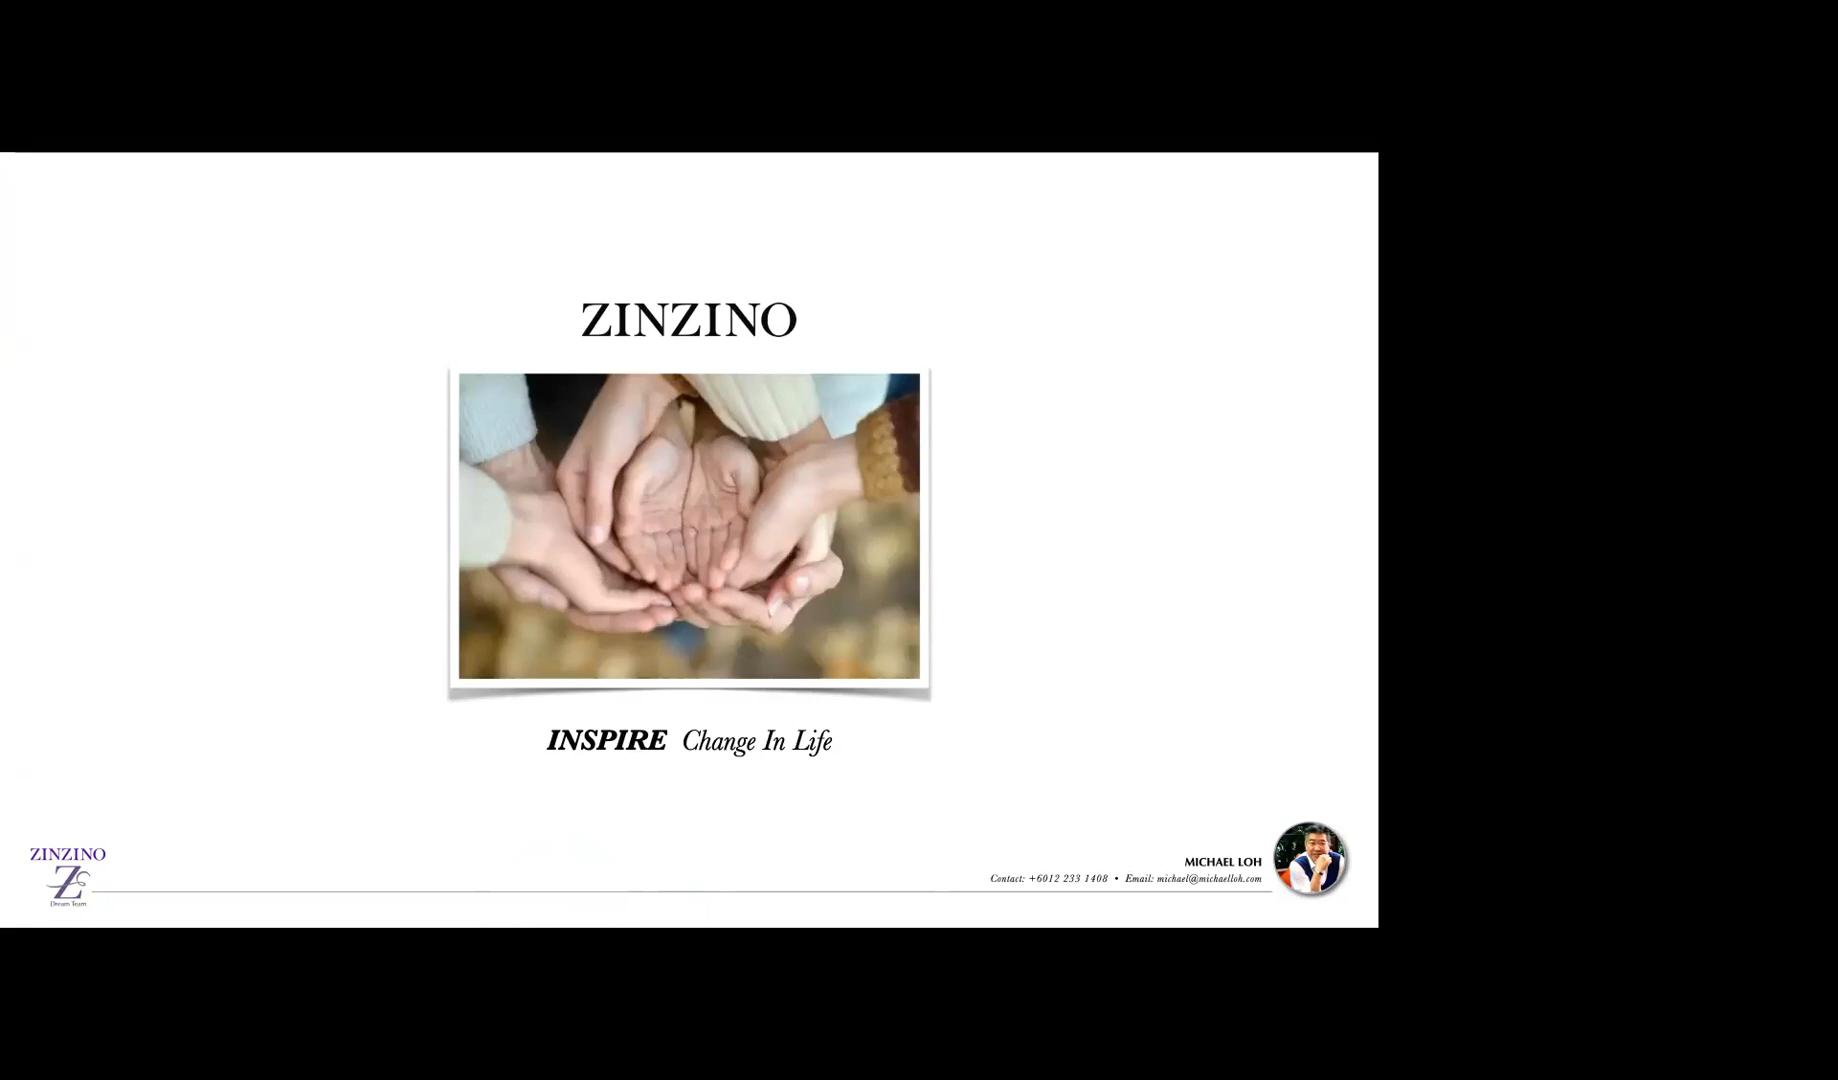 ZINZINO
INSPIRE Change In Life
ZINZINO
Dream Team
MICHAEL LOH
Contact: +6012 233 1408 • Email: michael@michaelloh.com